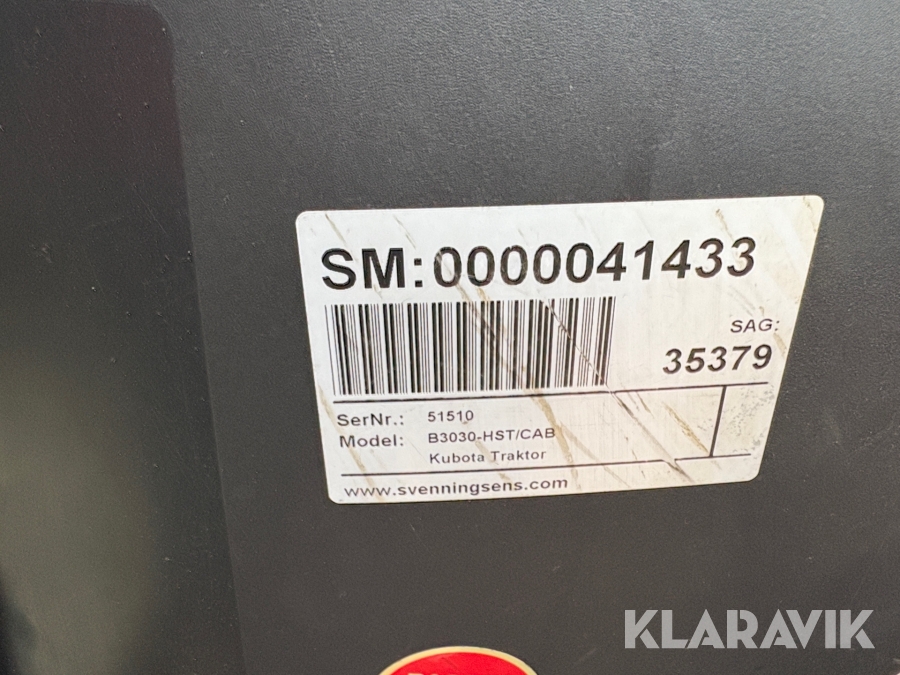 SM:0000041433
SAG:
35379
SerNr.: 51510
Model: B3030-HST/CAB
Kubota Traktor
www.svenningsens.com
KLARAVIK